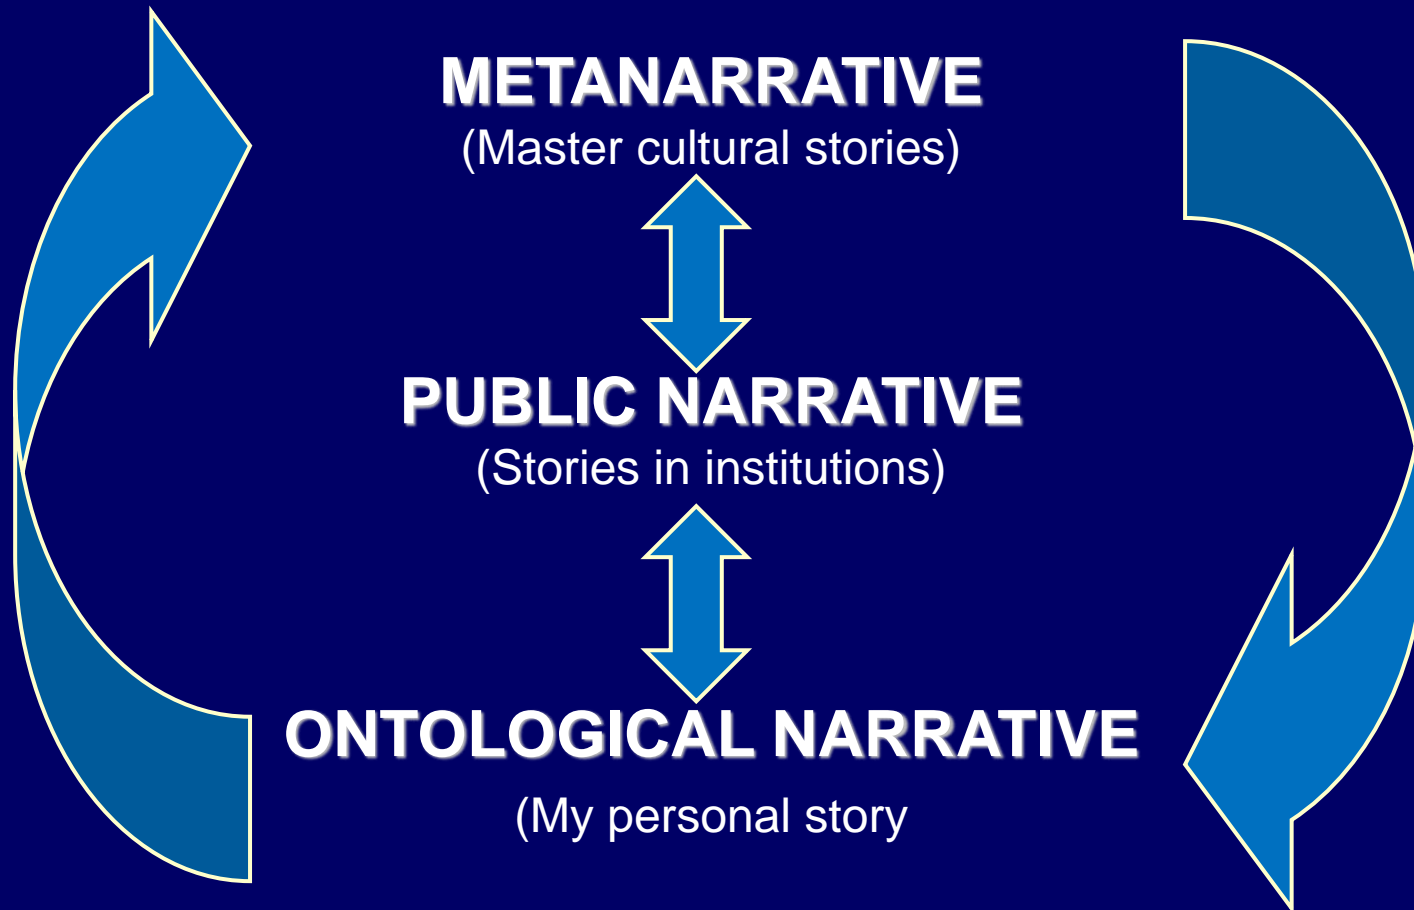 METANARRATIVE
(Master cultural stories)
PUBLIC NARRATIVE
(Stories in institutions)
ONTOLOGICAL NARRATIVE
(My personal story